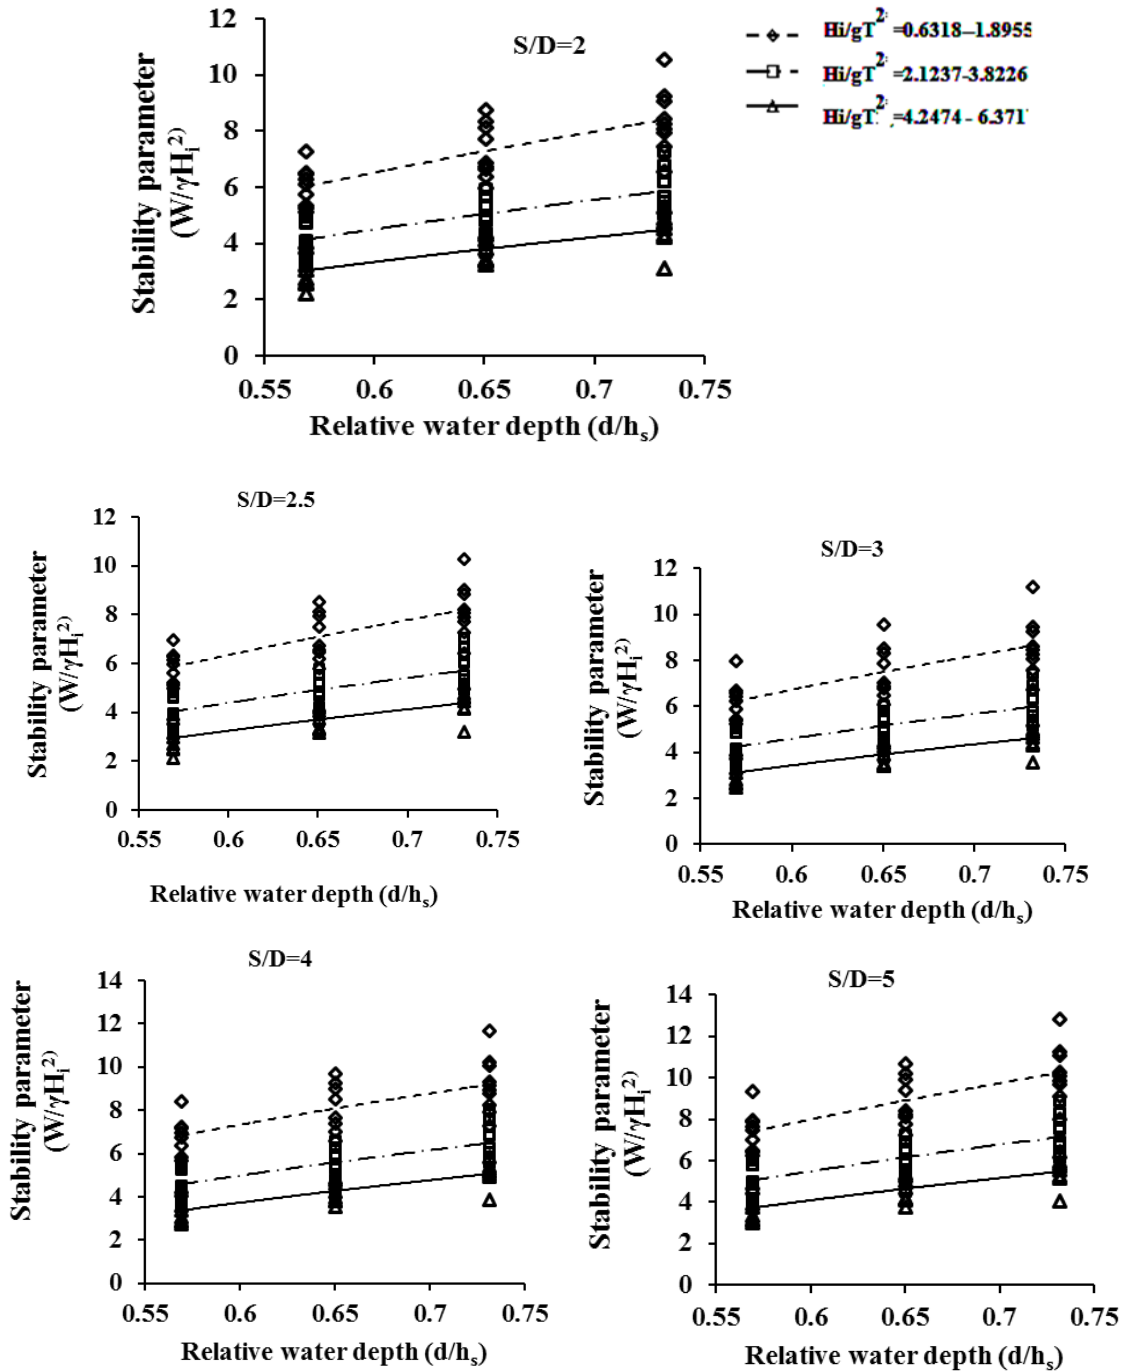 S/D=2
Hi/gT²=0.6318–1.8955
Hi/gT²=2.1237-3.8226
Hi/gT²=4.2474 - 6.371
Stability parameter
(W/γHᵢ²)
12
10
8
6
4
2
0
0.55 0.6 0.65 0.7 0.75
Relative water depth (d/hₛ)
S/D=2.5
Stability parameter
(W/γHᵢ²)
12
10
8
6
4
2
0
0.55 0.6 0.65 0.7 0.75
Relative water depth (d/hₛ)
S/D=3
Stability parameter
(W/γHᵢ²)
12
10
8
6
4
2
0
0.55 0.6 0.65 0.7 0.75
Relative water depth (d/hₛ)
S/D=4
Stability parameter
(W/γHᵢ²)
14
12
10
8
6
4
2
0
0.55 0.6 0.65 0.7 0.75
Relative water depth (d/hₛ)
S/D=5
Stability parameter
(W/γHᵢ²)
14
12
10
8
6
4
2
0
0.55 0.6 0.65 0.7 0.75
Relative water depth (d/hₛ)